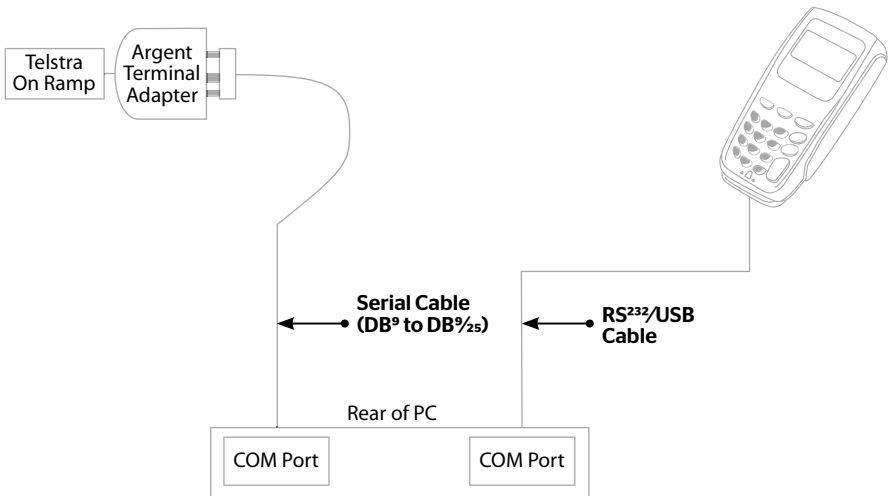 Telstra
On Ramp
Argent
Terminal
Adapter
Serial Cable
(DB⁹ to DB⁹⁄₂₅)
RS²³²⁄USB
Cable
Rear of PC
COM Port
COM Port